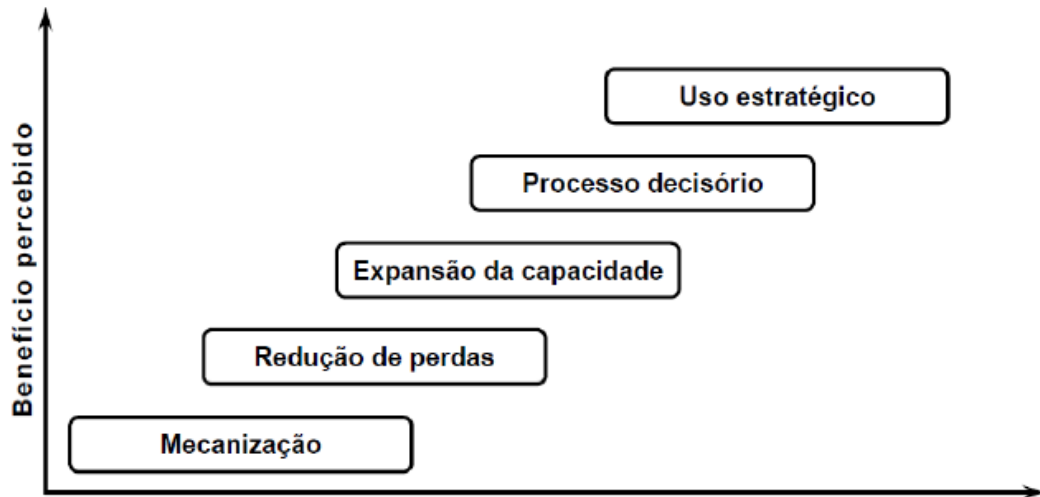 Uso estratégico
Processo decisório
Expansão da capacidade
Redução de perdas
Mecanização
Benefício percebido